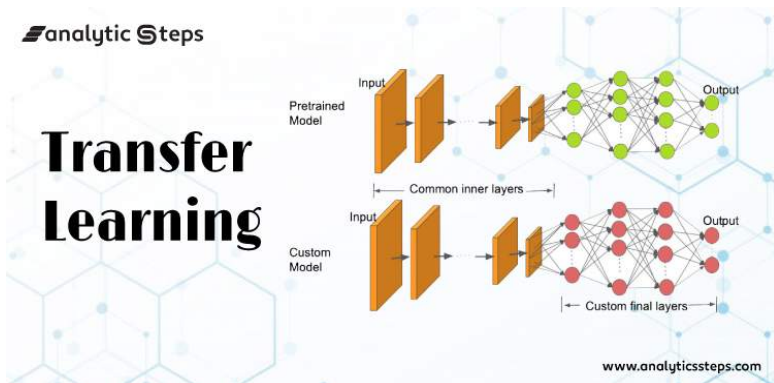 analytic Steps
Transfer
Learning
Input
Pretrained
Model
Output
Common inner layers
Input
Custom
Model
Output
Custom final layers
www.analyticssteps.com